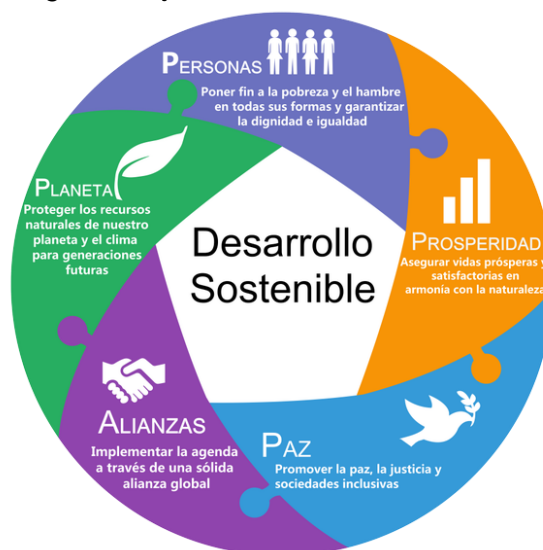 PERSONAS
Poner fin a la pobreza y el hambre
en todas sus formas y garantizar
la dignidad e igualdad
PROSPERIDAD
Asegurar vidas prósperas y
satisfactorias en
armonía con la naturaleza
PAZ
Promover la paz, la justicia y
sociedades inclusivas
ALIANZAS
Implementar la agenda
a través de una sólida
alianza global
PLANETA
Proteger los recursos
naturales de nuestro
planeta y el clima
para generaciones
futuras
Desarrollo
Sostenible